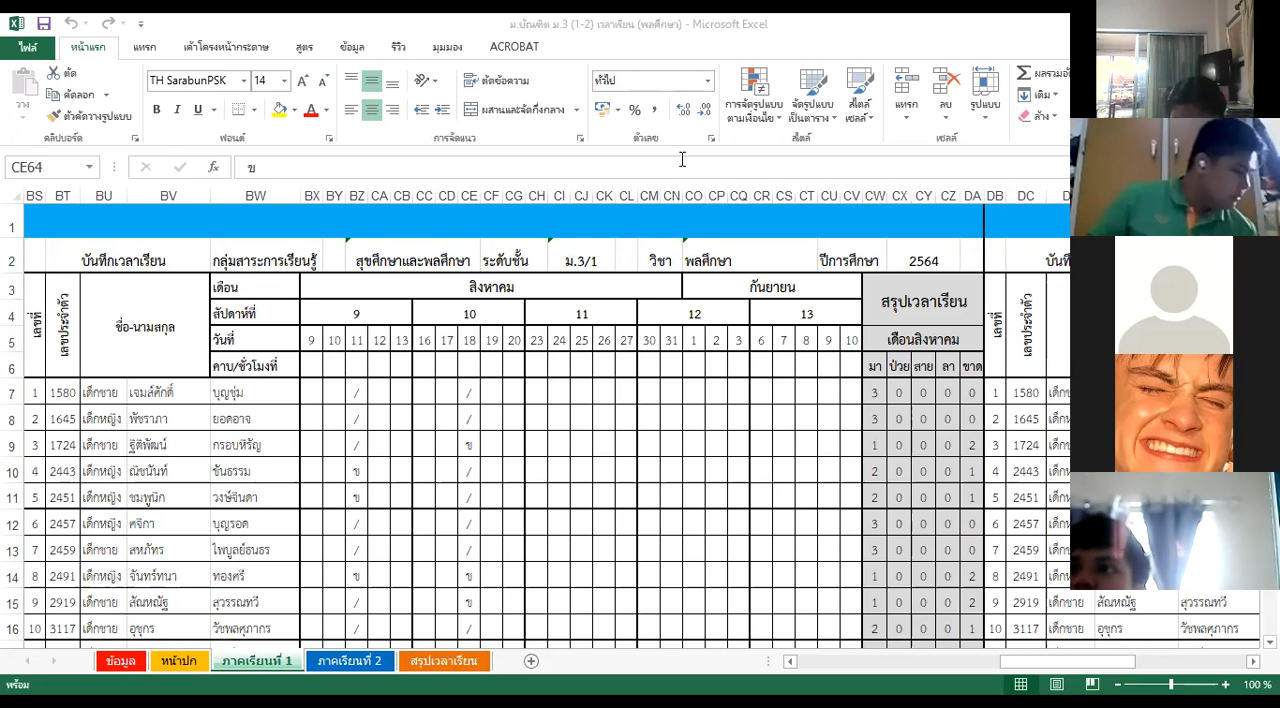 ม.บัณฑิต ม.3 (1-2) เวลาเรียน (พลศึกษา) - Microsoft Excel
ไฟล์ หน้าแรก แทรก เค้าโครงหน้ากระดาษ สูตร ข้อมูล รีวิว มุมมอง ACROBAT
วาง ตัด คัดลอก ตัวคัดวางรูปแบบ คลิปบอร์ด
TH SarabunPSK 14 B I U A ฟอนต์
ตัดข้อความ ผสานและจัดกึ่งกลาง การจัดแนว
ทั่วไป % ตัวเลข
การจัดรูปแบบตามเงื่อนไข จัดรูปแบบเป็นตาราง สไตล์เซลล์ สไตล์
แทรก ลบ รูปแบบ เซลล์
ผลรวมอั เติม ล้าง
CE64 fx ข
BS BT BU BV BW BX BY BZ CA CB CC CD CE CF CG CH CI CJ CK CL CM CN CO CP CQ CR CS CT CU CV CW CX CY CZ DA DB DC
1
2 บันทึกเวลาเรียน กลุ่มสาระการเรียนรู้ สุขศึกษาและพลศึกษา ระดับชั้น ม.3/1 วิชา พลศึกษา ปีการศึกษา 2564
3 เลขที่ เลขประจำตัว ชื่อ-นามสกุล เดือน สิงหาคม กันยายน สรุปเวลาเรียน เลขที่ เลขประจำตัว
4 สัปดาห์ที่ 9 10 11 12 13
5 วันที่ 9 10 11 12 13 16 17 18 19 20 23 24 25 26 27 30 31 1 2 3 6 7 8 9 10 เดือนสิงหาคม
6 คาบ/ชั่วโมงที่ มา ป่วย สาย ลา ขาด
7 1 1580 เด็กชาย เจมส์ศักดิ์ บุญชุ่ม / / 3 0 0 0 0 1 1580
8 2 1645 เด็กหญิง พัชราภา ยอดอาจ / / 3 0 0 0 0 2 1645
9 3 1724 เด็กชาย ฐิติพัฒน์ กรอบหิรัญ / ข 1 0 0 0 2 3 1724
10 4 2443 เด็กหญิง ณิชนันท์ ขันธรรม ข / 2 0 0 0 1 4 2443
11 5 2451 เด็กหญิง ชมพูนิก วงษ์จินดา ข / 2 0 0 0 1 5 2451
12 6 2457 เด็กหญิง ศจิกา บุญรอด / / 3 0 0 0 0 6 2457
13 7 2459 เด็กชาย สหภัทร ไพบูลย์ธนธร / / 3 0 0 0 0 7 2459
14 8 2491 เด็กหญิง จันทร์ทนา ทองศรี ข ข 1 0 0 0 2 8 2491
15 9 2919 เด็กชาย สัณหณัฐ สุวรรณทวี / ข 1 0 0 0 2 9 2919 เด็กชาย สัณหณัฐ สุวรรณทวี
16 10 3117 เด็กชาย อุชุกร วัชพลศุภากร / / 2 0 0 0 1 10 3117 เด็กชาย อุชุกร วัชพลศุภากร
ข้อมูล หน้าปก ภาคเรียนที่ 1 ภาคเรียนที่ 2 สรุปเวลาเรียน
พร้อม 100 %